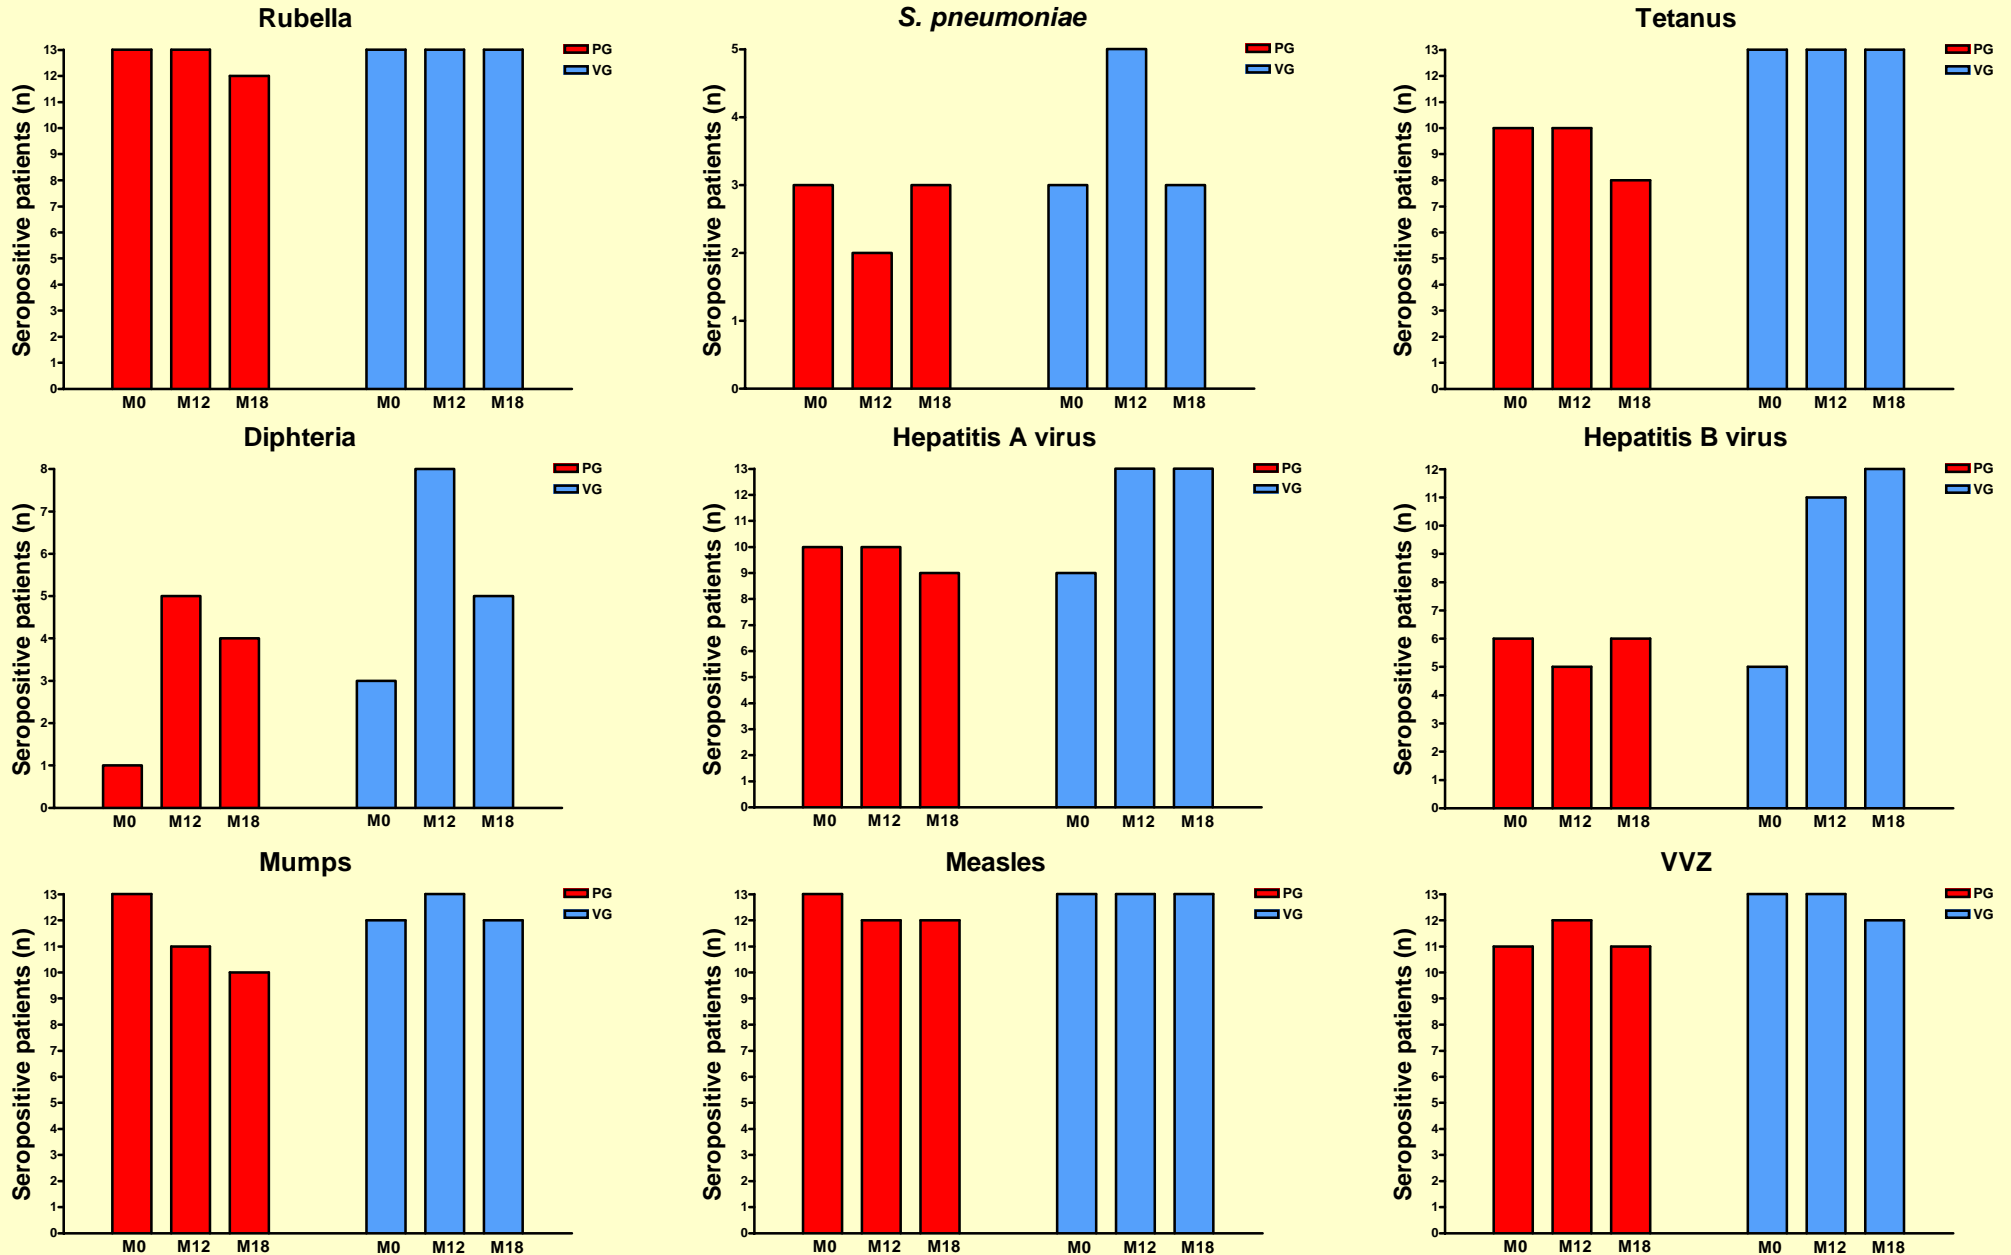 Rubella
Seropositive patients (n)
13
12
11
10
9
8
7
6
5
4
3
2
1
0
M0 M12 M18 M0 M12 M18
PG
VG
S. pneumoniae
Seropositive patients (n)
5
4
3
2
1
0
M0 M12 M18 M0 M12 M18
PG
VG
Tetanus
Seropositive patients (n)
13
12
11
10
9
8
7
6
5
4
3
2
1
0
M0 M12 M18 M0 M12 M18
PG
VG
Diphteria
Seropositive patients (n)
8
7
6
5
4
3
2
1
0
M0 M12 M18 M0 M12 M18
PG
VG
Hepatitis A virus
Seropositive patients (n)
13
12
11
10
9
8
7
6
5
4
3
2
1
0
M0 M12 M18 M0 M12 M18
PG
VG
Hepatitis B virus
Seropositive patients (n)
12
11
10
9
8
7
6
5
4
3
2
1
0
M0 M12 M18 M0 M12 M18
PG
VG
Mumps
Seropositive patients (n)
13
12
11
10
9
8
7
6
5
4
3
2
1
0
M0 M12 M18 M0 M12 M18
PG
VG
Measles
Seropositive patients (n)
13
12
11
10
9
8
7
6
5
4
3
2
1
0
M0 M12 M18 M0 M12 M18
PG
VG
VVZ
Seropositive patients (n)
13
12
11
10
9
8
7
6
5
4
3
2
1
0
M0 M12 M18 M0 M12 M18
PG
VG